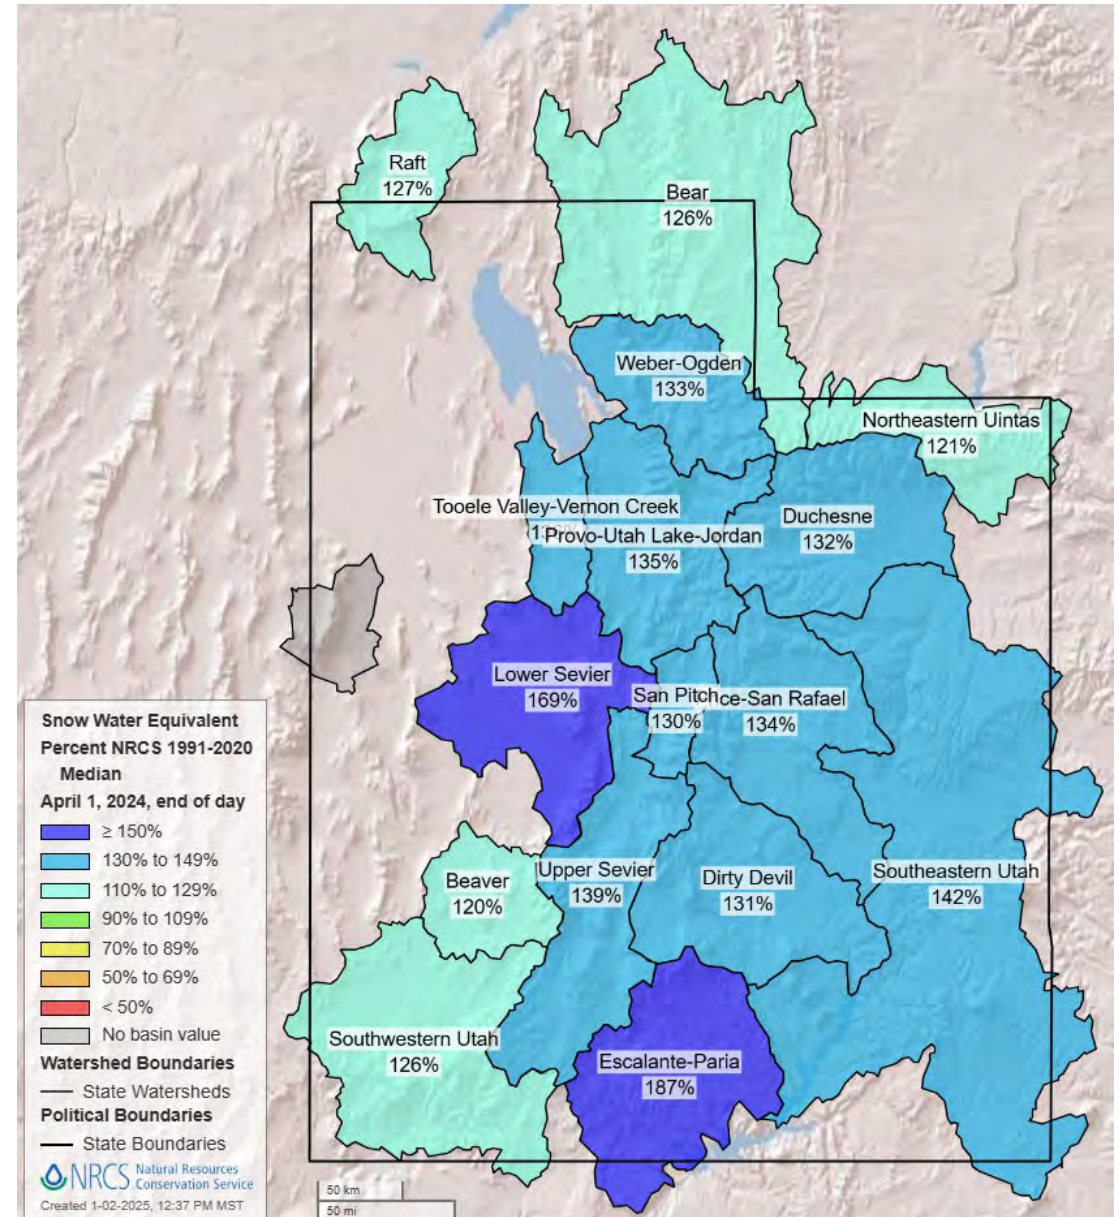 Raft
127%
Bear
126%
Weber-Ogden
133%
Northeastern Uintas
121%
Tooele Valley-Vernon Creek
Provo-Utah Lake-Jordan
135%
Duchesne
132%
Lower Sevier
169%
San Pitch
130%
ce-San Rafael
134%
Upper Sevier
139%
Dirty Devil
131%
Southeastern Utah
142%
Beaver
120%
Southwestern Utah
126%
Escalante-Paria
187%
Snow Water Equivalent
Percent NRCS 1991-2020
Median
April 1, 2024, end of day
≥ 150%
130% to 149%
110% to 129%
90% to 109%
70% to 89%
50% to 69%
< 50%
No basin value
Watershed Boundaries
State Watersheds
Political Boundaries
State Boundaries
NRCS Natural Resources
Conservation Service
Created 1-02-2025, 12:37 PM MST
50 km
50 mi